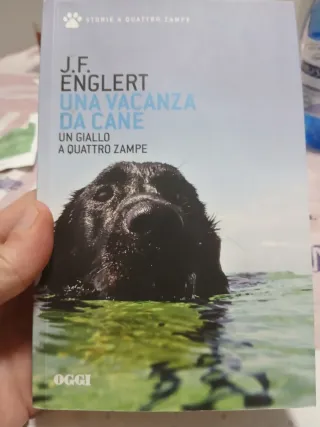 STORIE A QUATTRO ZAMPE
J.F.
ENGLERT
UNA VACANZA
DA CANE
UN GIALLO
A QUATTRO ZAMPE
OGGI